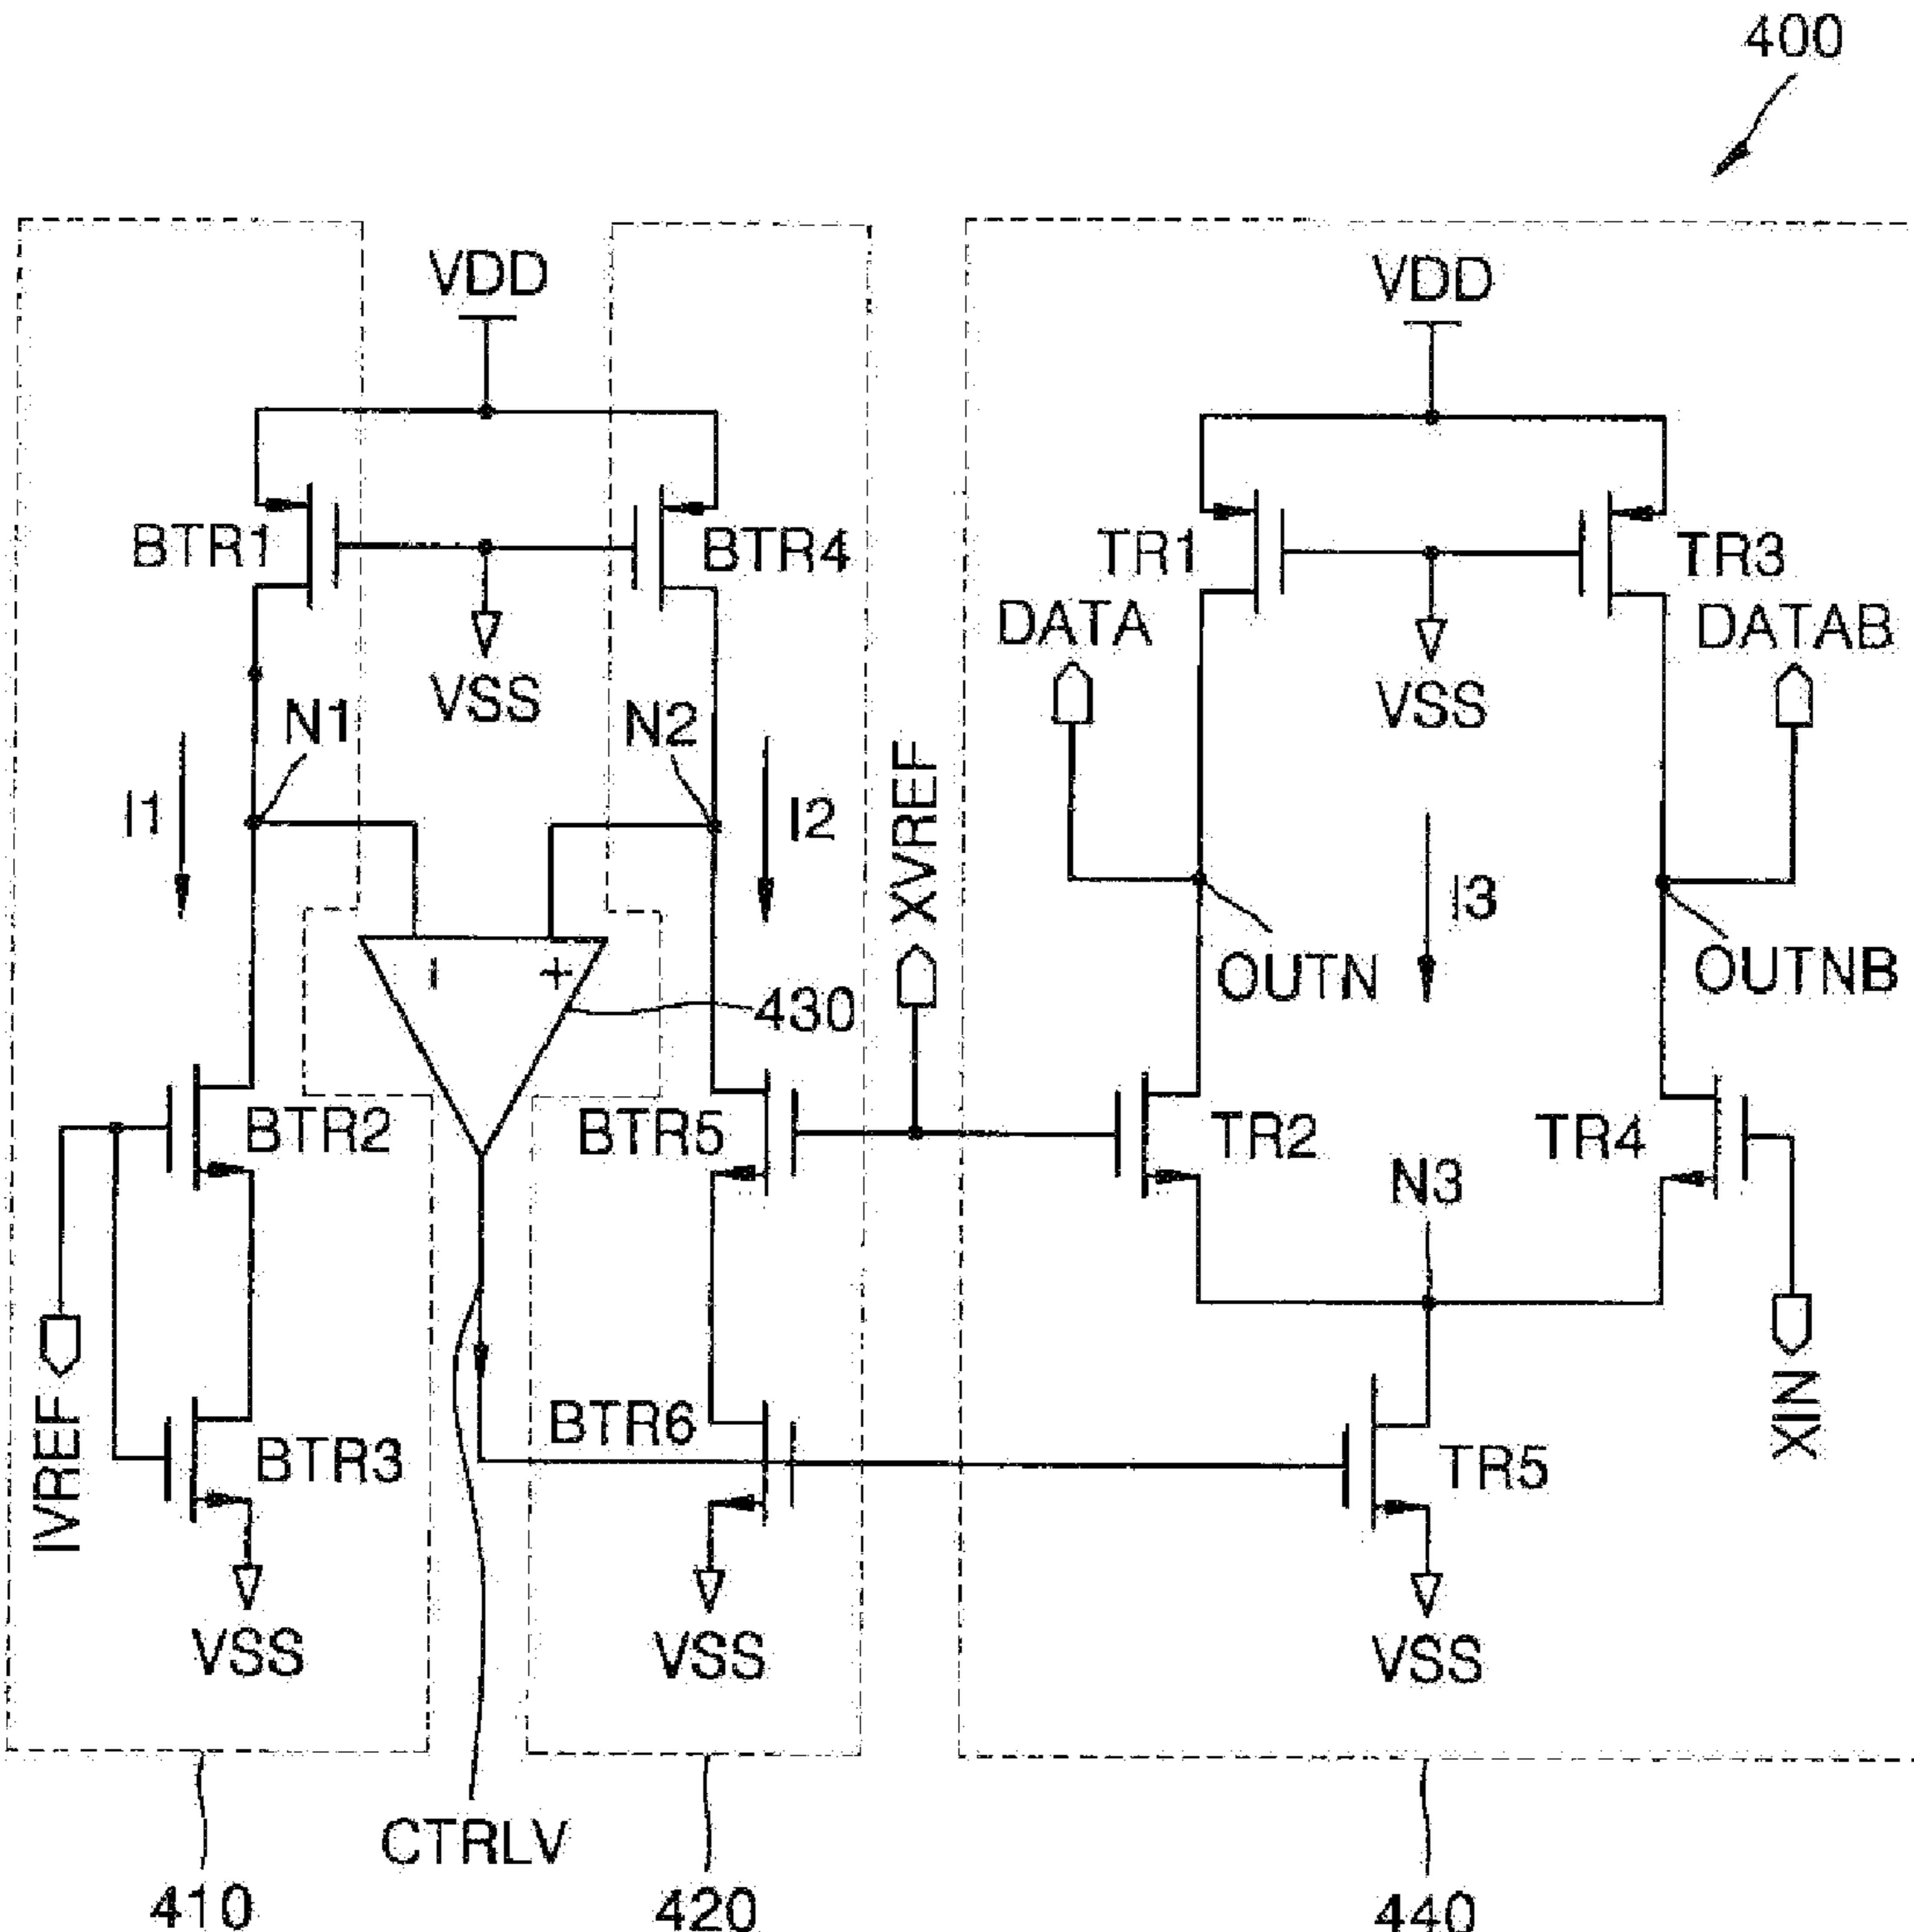 400
VDD
VDD
BTR1
BTR4
TR1
TR3
DATA
DATAB
VSS
VSS
N1
N2
I1
I2
XVREF
I3
OUTN
OUTNB
-
+
430
BTR2
BTR5
TR2
TR4
N3
IVREF
BTR3
BTR6
TR5
XIN
VSS
VSS
VSS
CTRLV
410
420
440